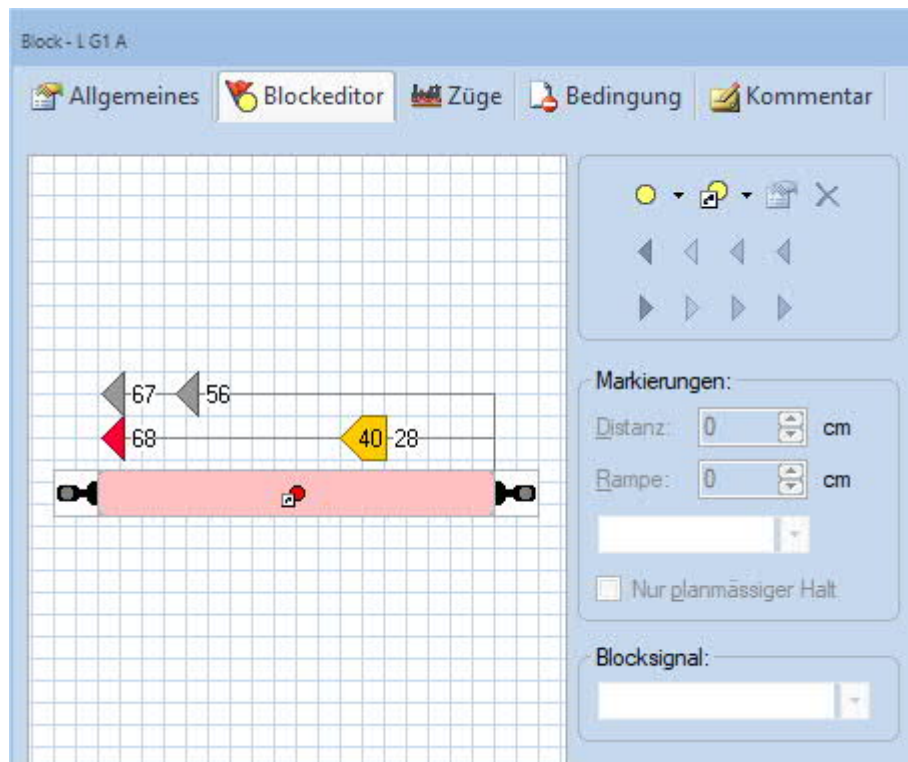 Block - L G1 A
Allgemeines Blockeditor Züge Bedingung Kommentar
67 56
68 40 28
Markierungen:
Distanz: 0 cm
Rampe: 0 cm
Nur planmässiger Halt
Blocksignal: